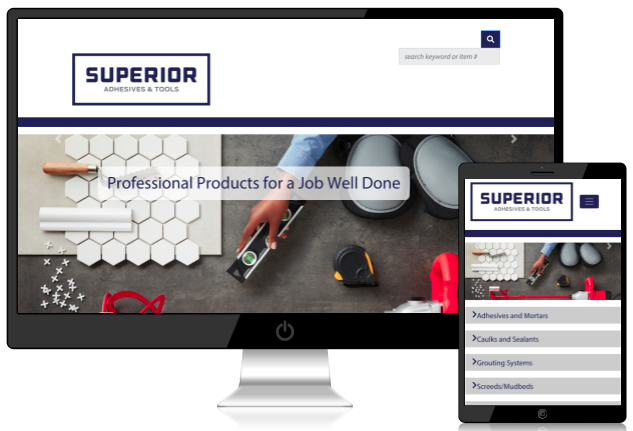 SUPERIOR
ADHESIVES & TOOLS
search keyword or item #
Professional Products for a Job Well Done
SUPERIOR
ADHESIVES & TOOLS
Adhesives and Mortars
Caulks and Sealants
Grouting Systems
Screeds/Mudbeds